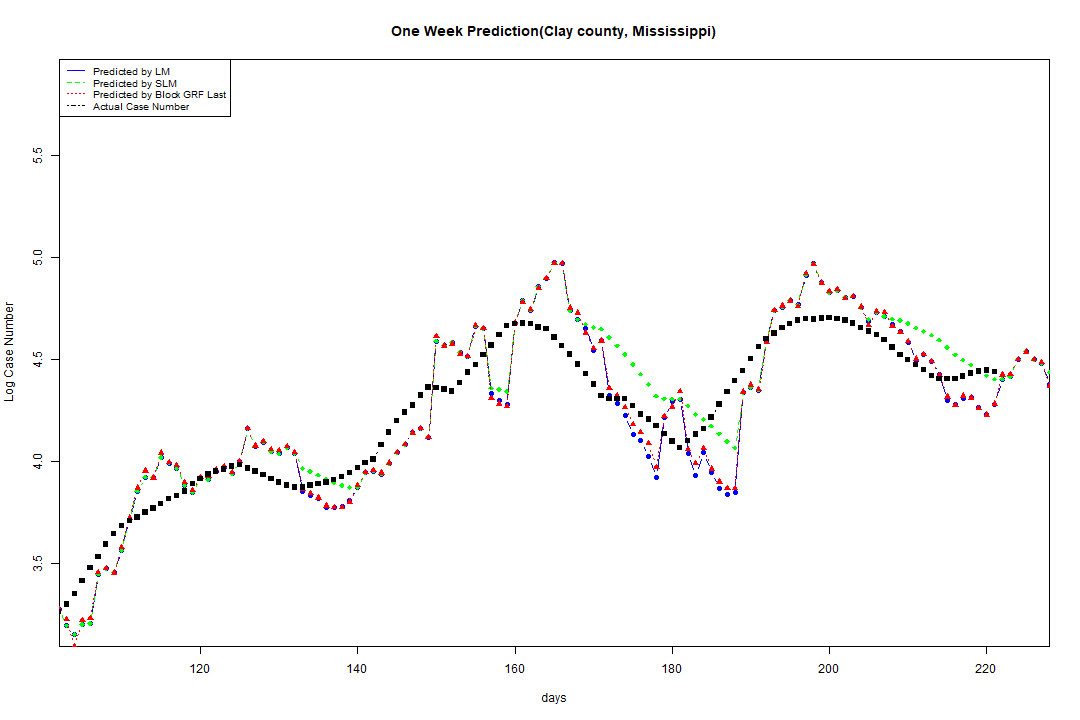 One Week Prediction(Clay county, Mississippi)
Predicted by LM
Predicted by SLM
Predicted by Block GRF Last
Actual Case Number
Log Case Number
5.5
5.0
4.5
4.0
3.5
120 140 160 180 200 220
days